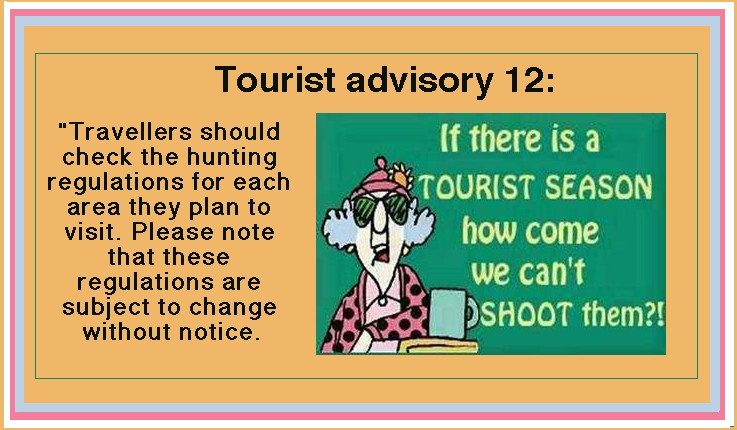 Tourist advisory 12:
"Travellers should
check the hunting
regulations for each
area they plan to
visit. Please note
that these
regulations are
subject to change
without notice.
If there is a
TOURIST SEASON
how come
we can't
SHOOT them?!